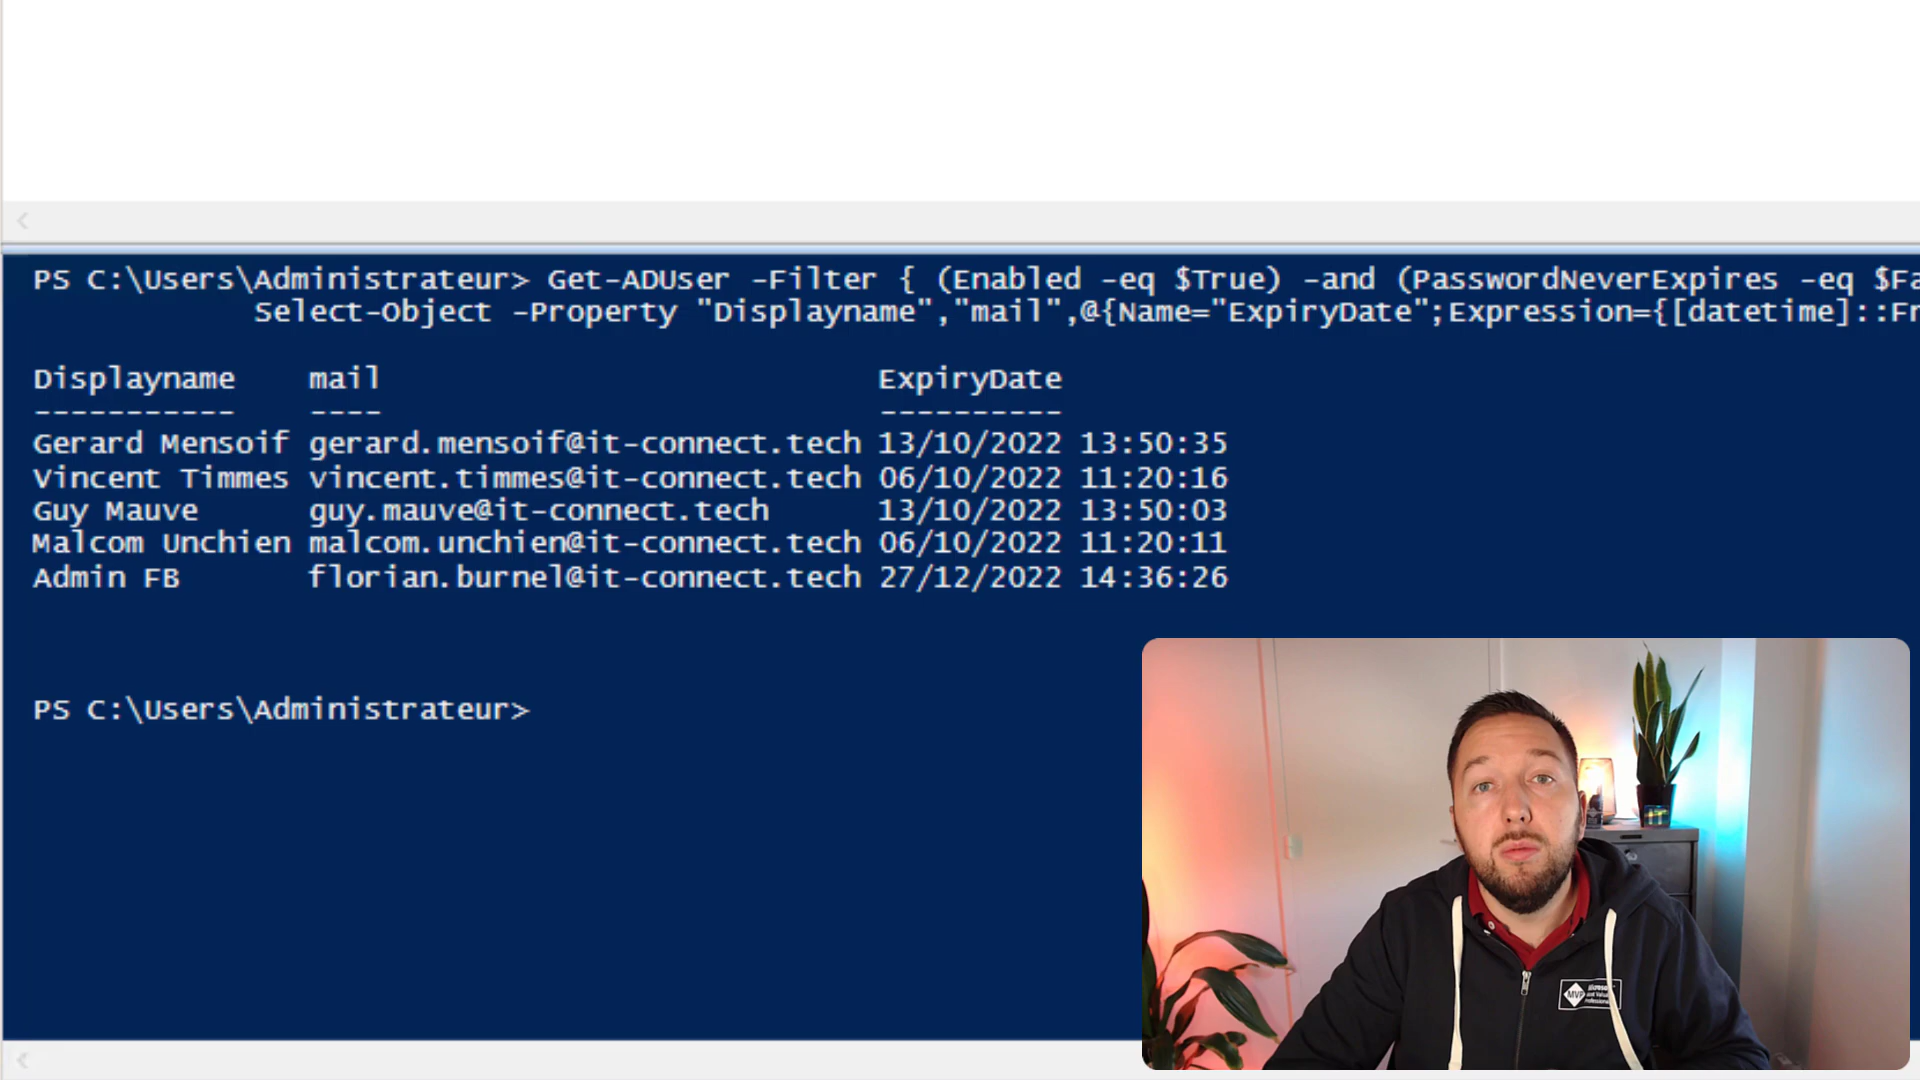 PS C:\Users\Administrateur> Get-ADUser -Filter { (Enabled -eq $True) -and (PasswordNeverExpires -eq $Fa
Select-Object -Property "Displayname","mail",@{Name="ExpiryDate";Expression={[datetime]::Fr
Displayname mail ExpiryDate
----------- ---- ----------
Gerard Mensoif gerard.mensoif@it-connect.tech 13/10/2022 13:50:35
Vincent Timmes vincent.timmes@it-connect.tech 06/10/2022 11:20:16
Guy Mauve guy.mauve@it-connect.tech 13/10/2022 13:50:03
Malcom Unchien malcom.unchien@it-connect.tech 06/10/2022 11:20:11
Admin FB florian.burnel@it-connect.tech 27/12/2022 14:36:26
PS C:\Users\Administrateur>
MVP